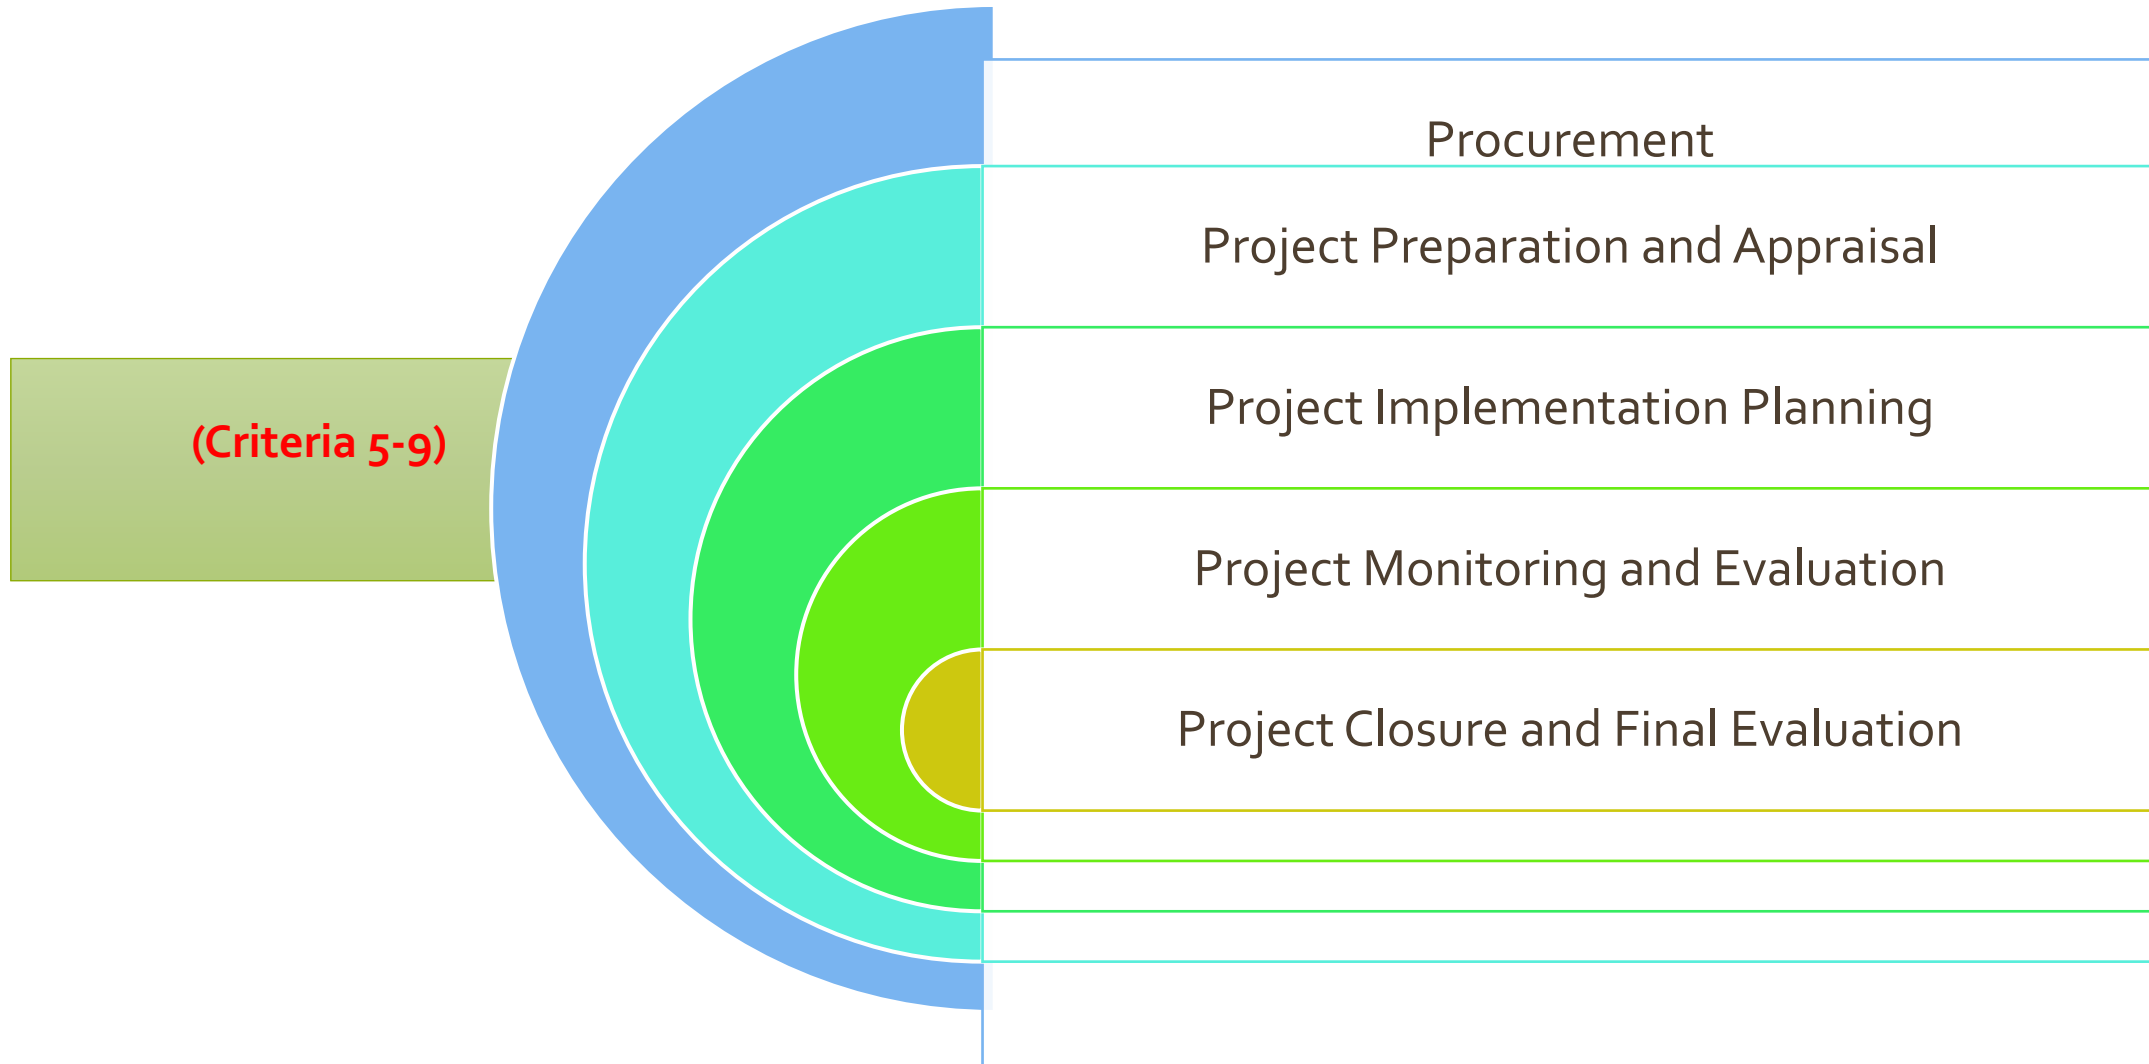 (Criteria 5-9)
Procurement
Project Preparation and Appraisal
Project Implementation Planning
Project Monitoring and Evaluation
Project Closure and Final Evaluation